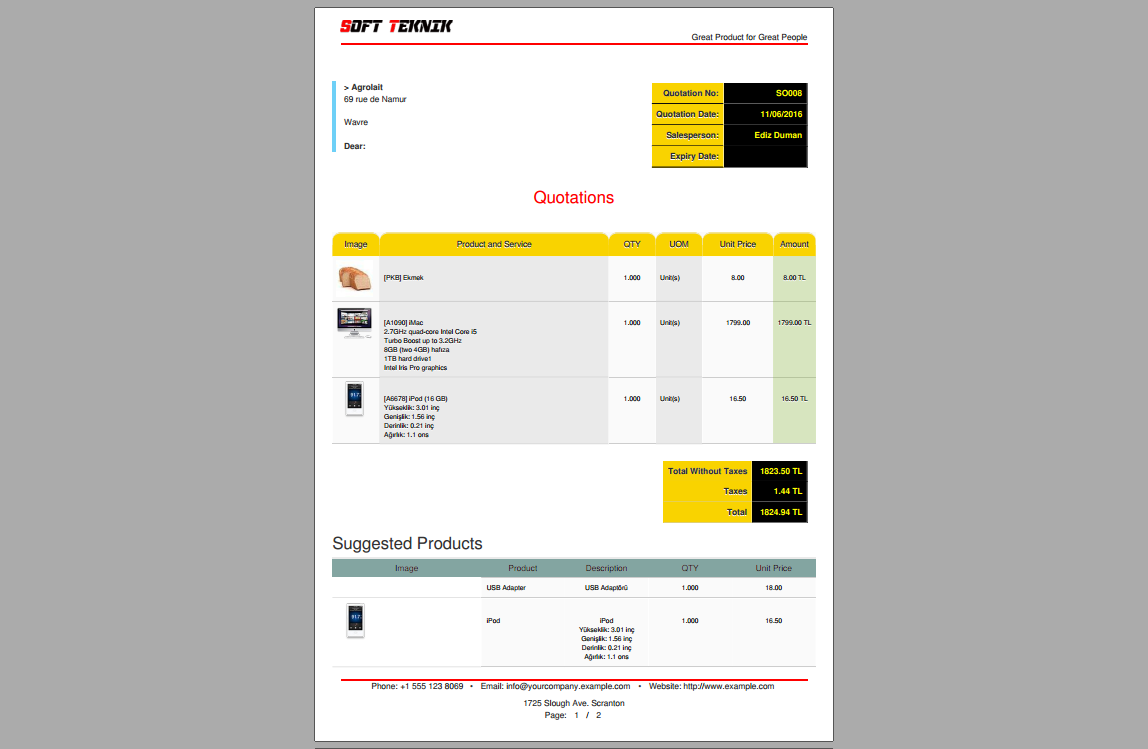 SOFT TEKNIK
Great Product for Great People
> Agrolait
69 rue de Namur
Wavre
Dear:
Quotation No: SO008
Quotation Date: 11/06/2016
Salesperson: Ediz Duman
Expiry Date:
Quotations
Image Product and Service QTY UOM Unit Price Amount
[PKB] Ekmek 1.000 Unit(s) 8.00 8.00 TL
[A1090] iMac 1.000 Unit(s) 1799.00 1799.00 TL
2.7GHz quad-core Intel Core i5
Turbo Boost up to 3.2GHz
8GB (two 4GB) hafıza
1TB hard drive1
Intel Iris Pro graphics
[A6678] iPod (16 GB) 1.000 Unit(s) 16.50 16.50 TL
Yükseklik: 3.01 inç
Genişlik: 1.56 inç
Derinlik: 0.21 inç
Ağırlık: 1.1 ons
Total Without Taxes 1823.50 TL
Taxes 1.44 TL
Total 1824.94 TL
Suggested Products
Image Product Description QTY Unit Price
USB Adapter USB Adaptörü 1.000 18.00
iPod iPod 1.000 16.50
Yükseklik: 3.01 inç
Genişlik: 1.56 inç
Derinlik: 0.21 inç
Ağırlık: 1.1 ons
Phone: +1 555 123 8069 • Email: info@yourcompany.example.com • Website: http://www.example.com
1725 Slough Ave. Scranton
Page: 1 / 2